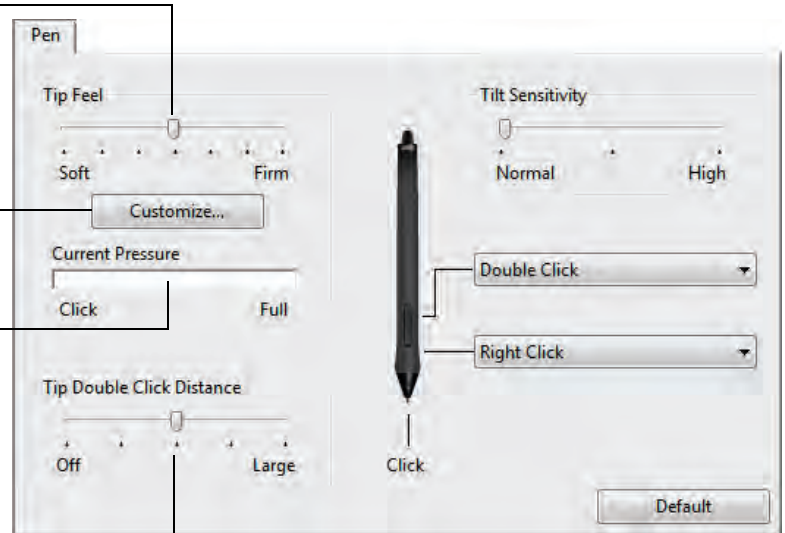 Pen
Tip Feel
Soft Firm
Customize...
Current Pressure
Click Full
Tip Double Click Distance
Off Large
Tilt Sensitivity
Normal High
Double Click
Right Click
Click
Default